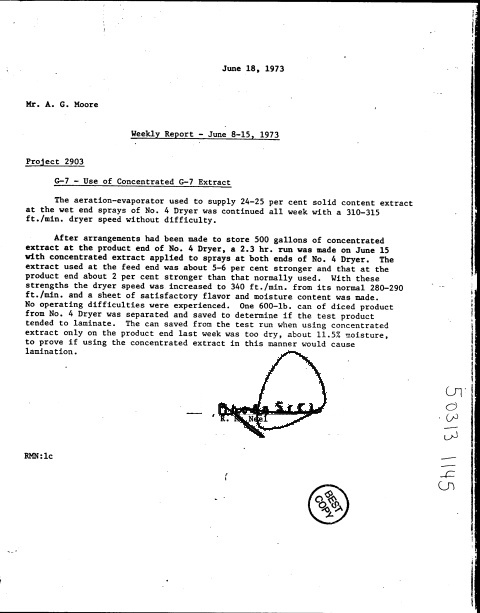 June 18, 1973
Mr. A. G. Moore
Weekly Report - June 8-15, 1973
Project 2903
G-7 - Use of Concentrated G-7 Extract
The aeration-evaporator used to supply 24-25 per cent solid content extract
at the wet end sprays of No. 4 Dryer was continued all week with a 310-315
ft./min. dryer speed without difficulty.
After arrangements had been made to store 500 gallons of concentrated
extract at the product end of No. 4 Dryer, a 2.3 hr. run was made on June 15
with concentrated extract applied to sprays at both ends of No. 4 Dryer. The
extract used at the feed end was about 5-6 per cent stronger and that at the
product end about 2 per cent stronger than that normally used. With these
strengths the dryer speed was increased to 340 ft./min. from its normal 280-290
ft./min. and a sheet of satisfactory flavor and moisture content was made.
No operating difficulties were experienced. One 600-lb. can of diced product
from No. 4 Dryer was separated and saved to determine if the test product
tended to laminate. The can saved from the test run when using concentrated
extract only on the product end last week was too dry, about 11.5% moisture,
to prove if using the concentrated extract in this manner would cause
lamination.
RMN:lc
BEST
COPY
50313 1145